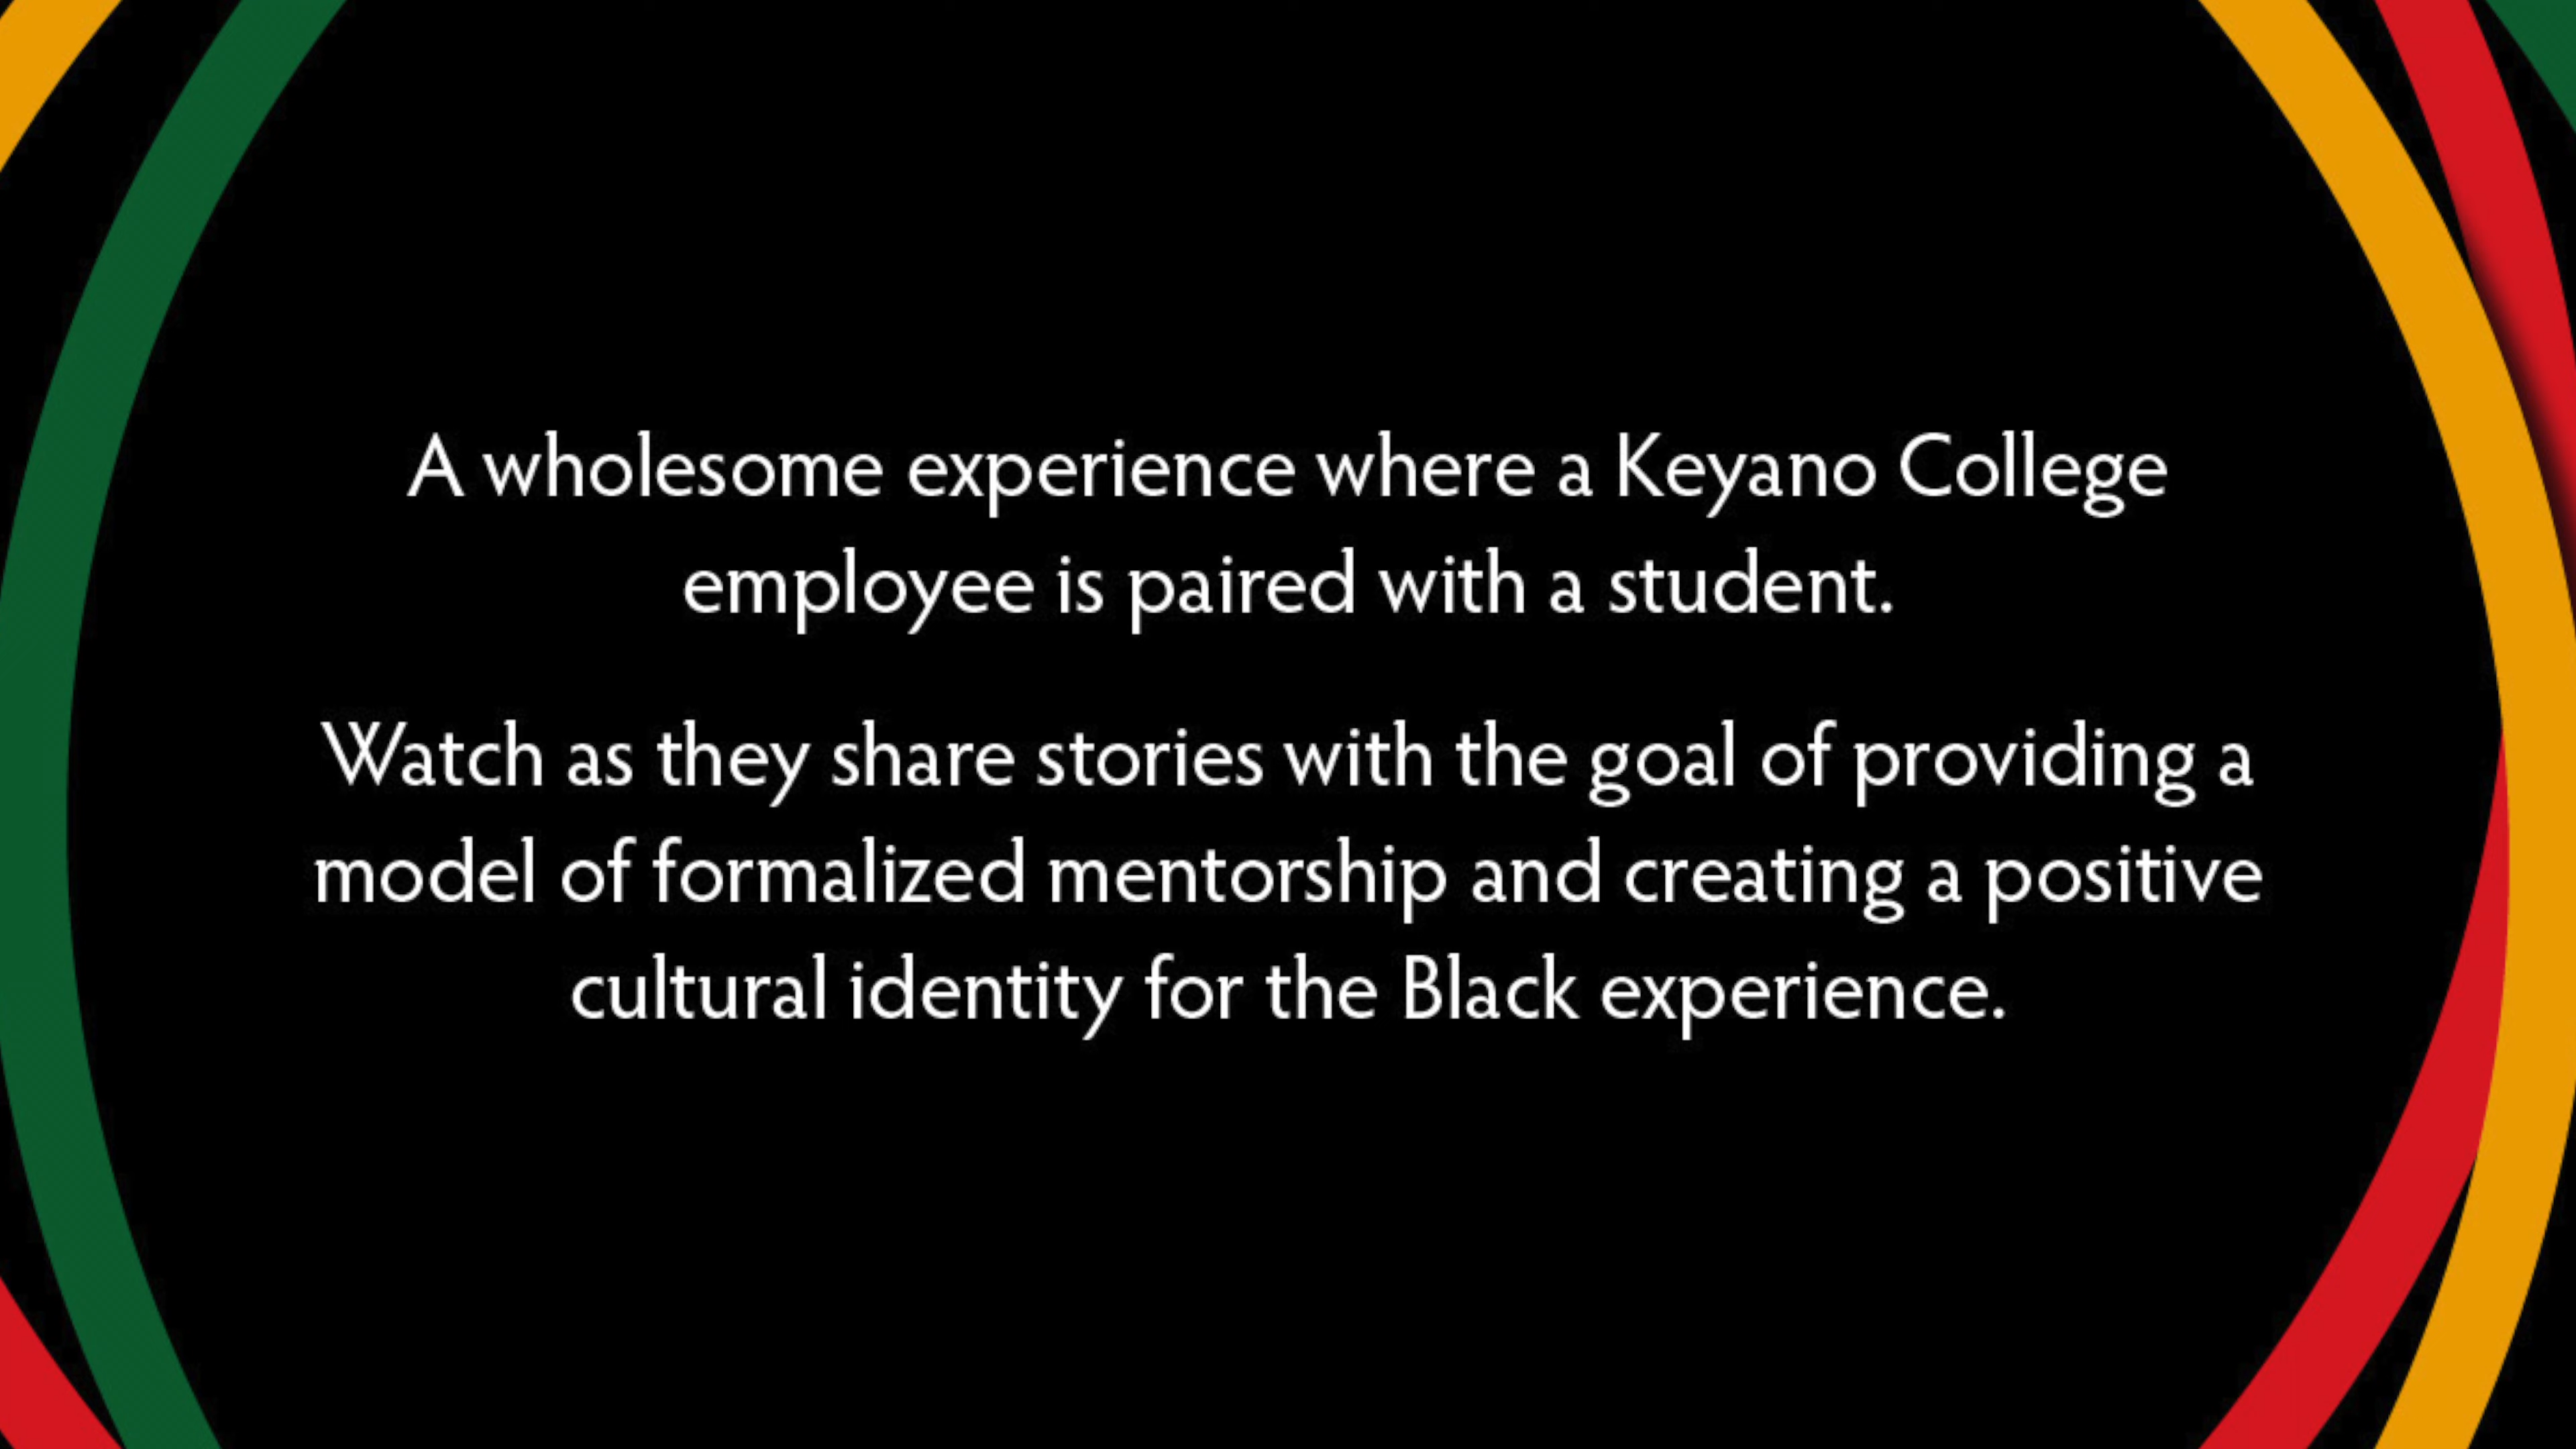 A wholesome experience where a Keyano College
employee is paired with a student.
Watch as they share stories with the goal of providing a
model of formalized mentorship and creating a positive
cultural identity for the Black experience.